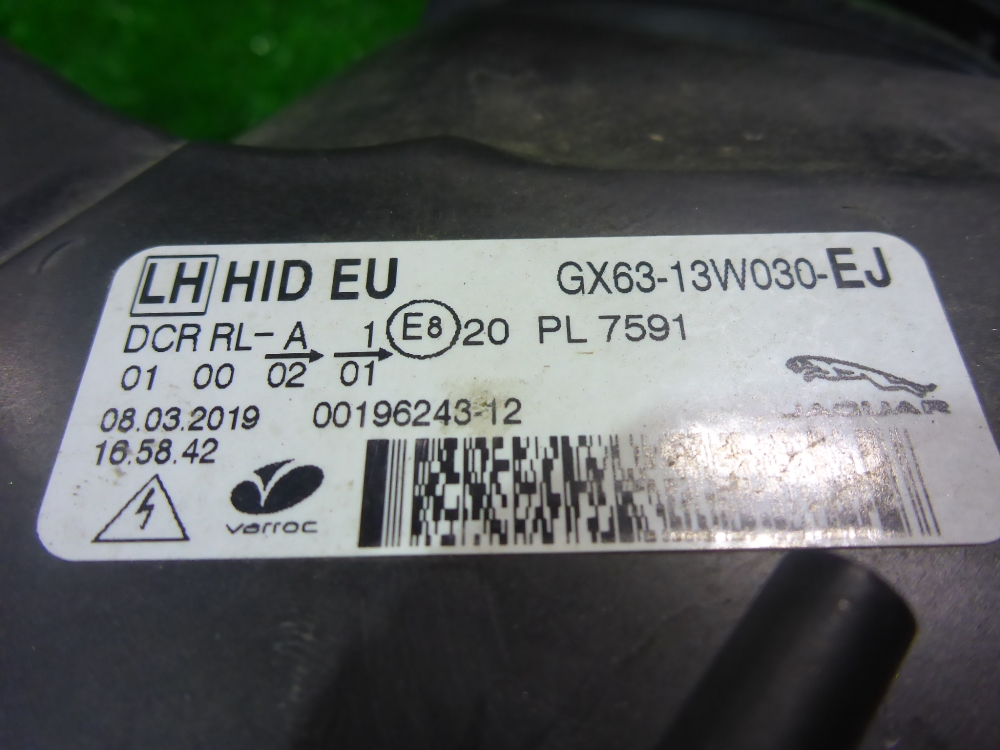 LH HID EU GX63-13W030-EJ
DCR RL- A 1 E8 20 PL 7591
01 00 02 01
JAGUAR
08.03.2019 00196243-12
16.58.42
varroc